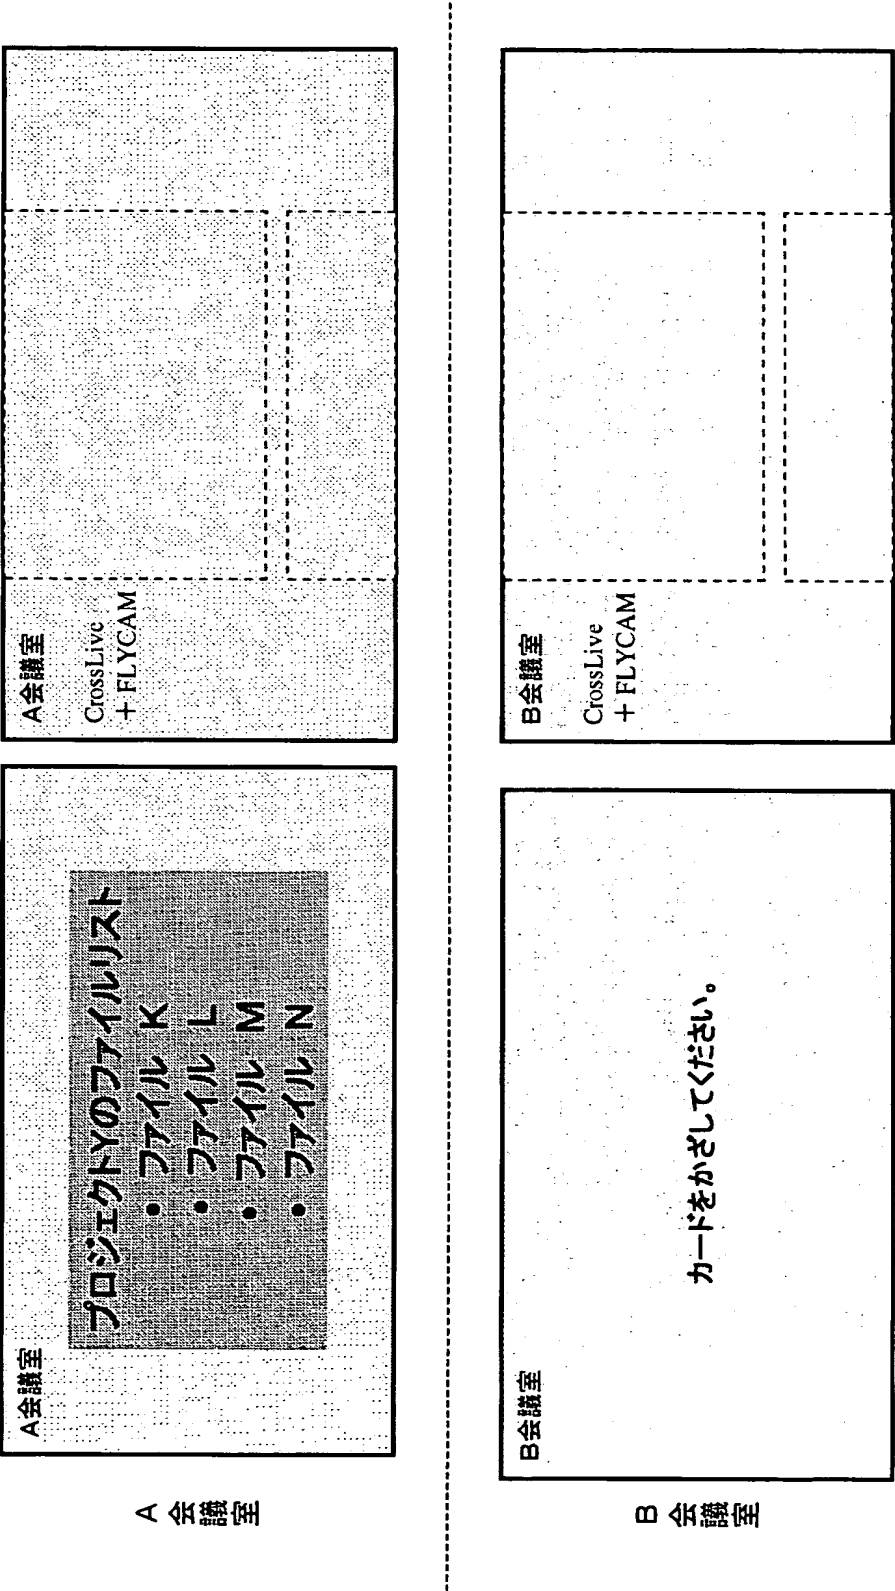 A
会
議
室
A会議室
プロジェクトYのファイルリスト
• ファイル K
• ファイル L
• ファイル M
• ファイル N
A会議室
CrossLive
+ FLYCAM
B
会
議
室
B会議室
カードをかざしてください。
B会議室
CrossLive
+ FLYCAM